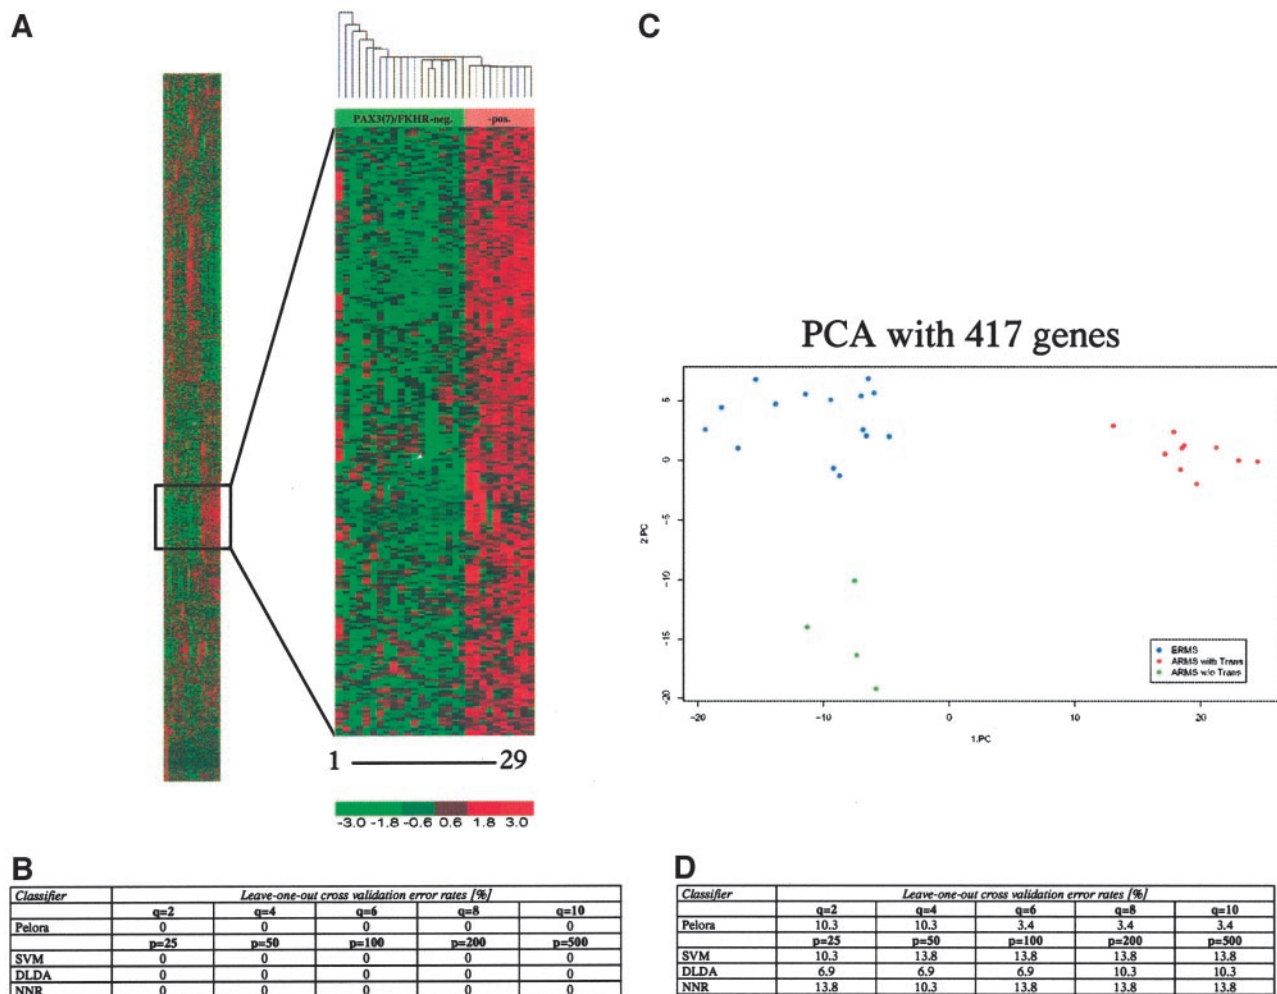 A
PAX3(7)/FKHR-neg. -pos.
1 29
-3.0 -1.8 -0.6 0.6 1.8 3.0
C
PCA with 417 genes
2.PC
5
0
-5
-10
-15
-20
-20 -10 0 10 20
1.PC
ERMS
ARMS with Trans
ARMS w/o Trans
B
Classifier Leave-one-out cross validation error rates [%]
q=2 q=4 q=6 q=8 q=10
Pelora 0 0 0 0 0
p=25 p=50 p=100 p=200 p=500
SVM 0 0 0 0 0
DLDA 0 0 0 0 0
NNR 0 0 0 0 0
D
Classifier Leave-one-out cross validation error rates [%]
q=2 q=4 q=6 q=8 q=10
Pelora 10.3 10.3 3.4 3.4 3.4
p=25 p=50 p=100 p=200 p=500
SVM 10.3 13.8 13.8 13.8 13.8
DLDA 6.9 6.9 6.9 10.3 10.3
NNR 13.8 10.3 13.8 13.8 13.8